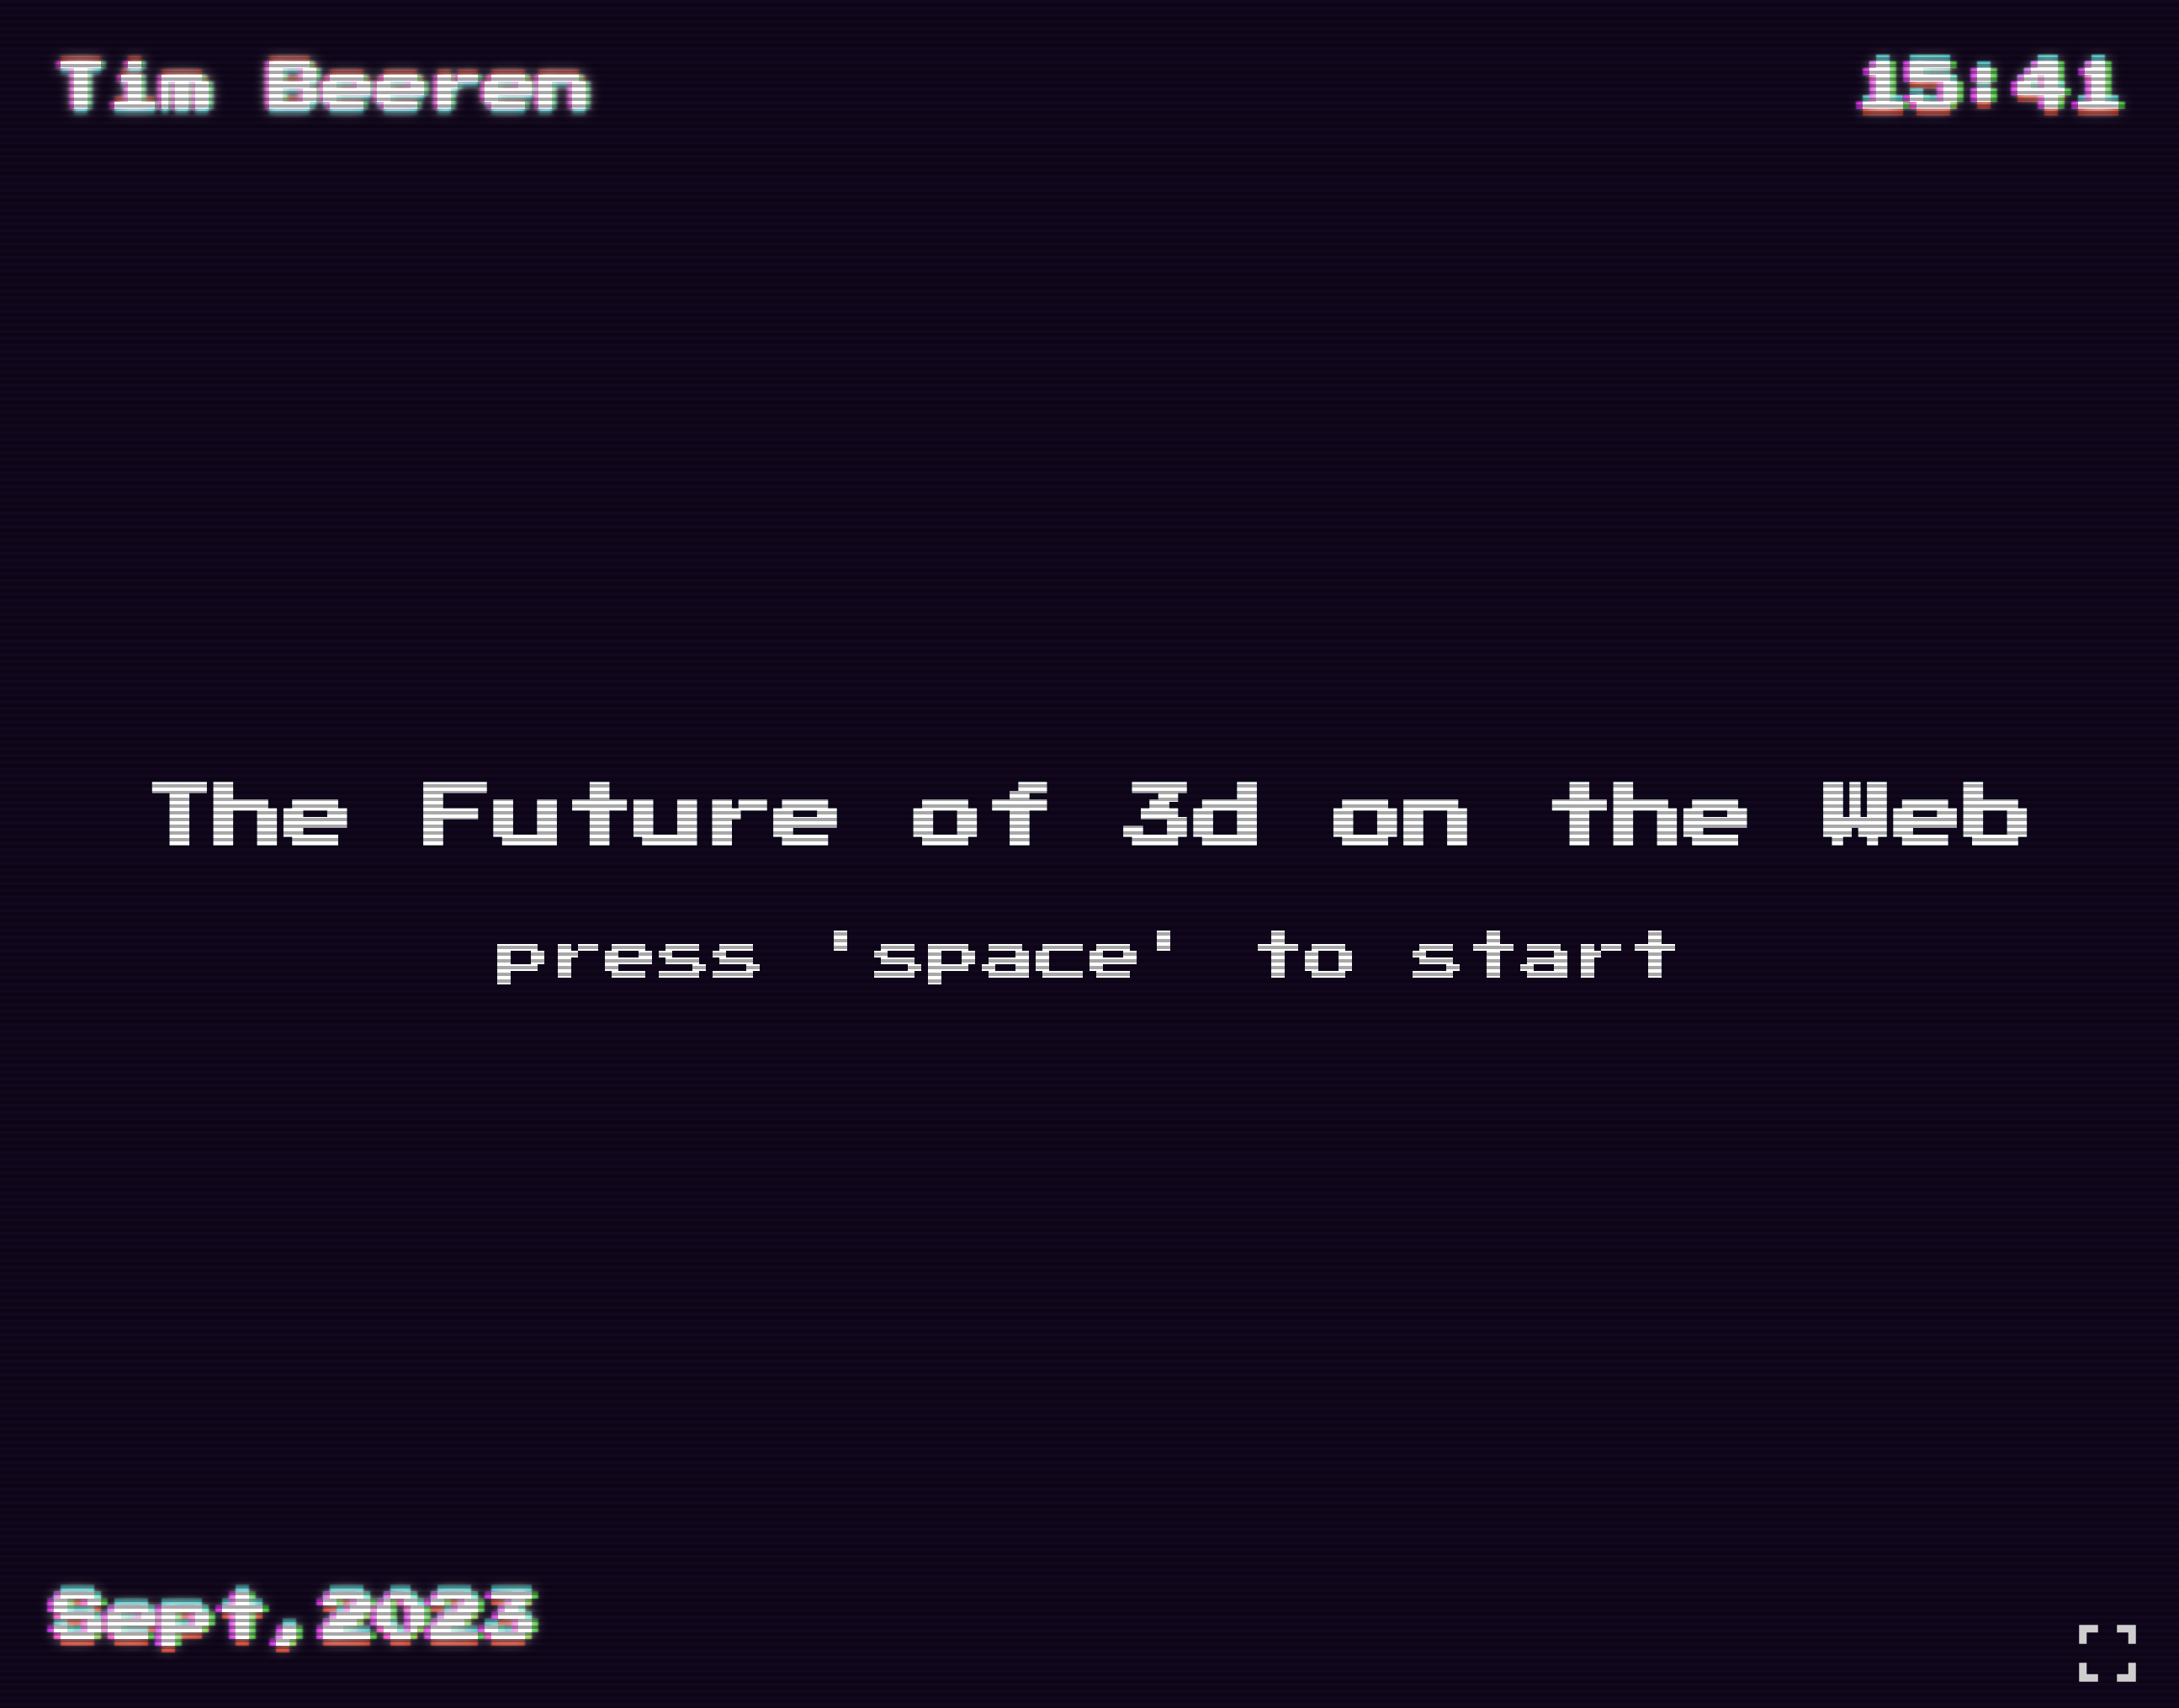 Tim Beeren
15:41
The Future of 3d on the Web
press 'space' to start
Sept,2023